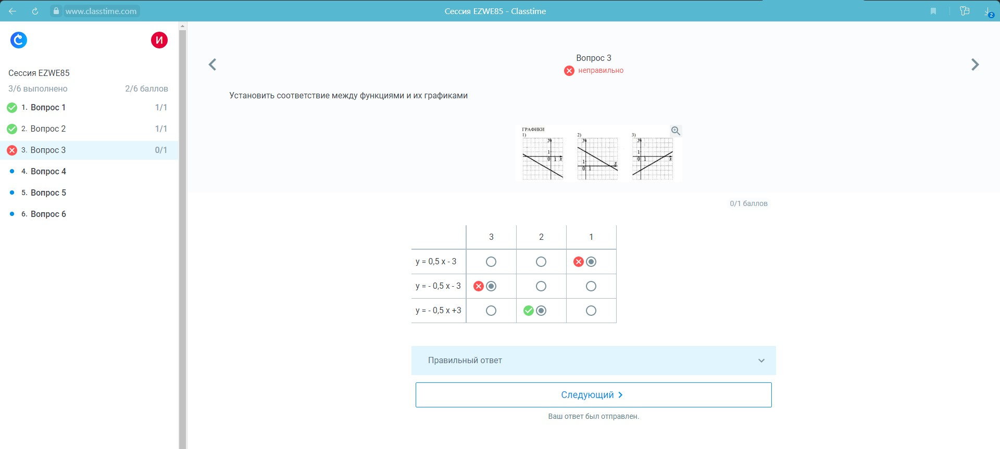 www.classtime.com
Сессия EZWE85 - Classtime
2
И
Сессия EZWE85
3/6 выполнено 2/6 баллов
1. Вопрос 1 1/1
2. Вопрос 2 1/1
3. Вопрос 3 0/1
4. Вопрос 4
5. Вопрос 5
6. Вопрос 6
Вопрос 3
неправильно
Установить соответствие между функциями и их графиками
ГРАФИКИ
1) 2) 3)
y y y
1 1
0 1 x 0 1 x
1 x
0 1
0/1 баллов
3 2 1
y = 0,5 x - 3
y = - 0,5 x - 3
y = - 0,5 x +3
Правильный ответ
Следующий
Ваш ответ был отправлен.